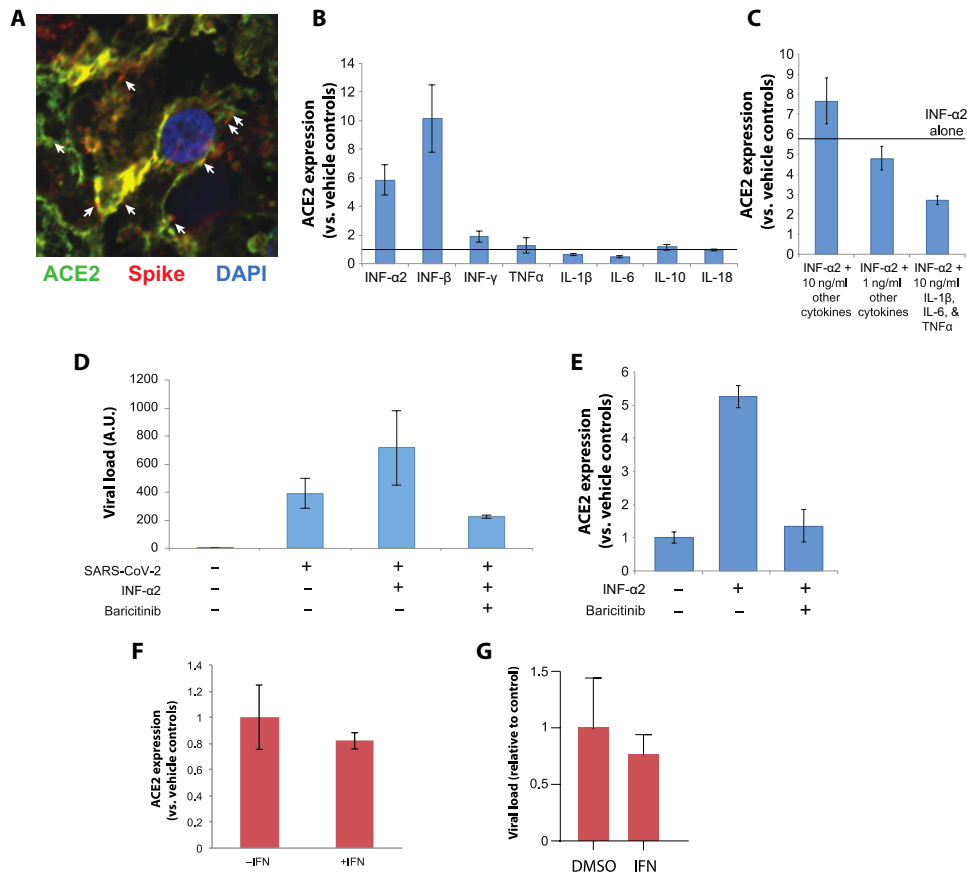 A
ACE2 Spike DAPI
B
ACE2 expression
(vs. vehicle controls)
16
14
12
10
8
6
4
2
0
INF-α2 INF-β INF-γ TNFα IL-1β IL-6 IL-10 IL-18
C
ACE2 expression
(vs. vehicle controls)
10
9
8
7
6
5
4
3
2
1
0
INF-α2
alone
INF-α2 +
10 ng/ml
other
cytokines
INF-α2 +
1 ng/ml
other
cytokines
INF-α2 +
10 ng/ml
IL-1β,
IL-6, &
TNFα
D
Viral load (A.U.)
1200
1000
800
600
400
200
0
SARS-CoV-2 – + + +
INF-α2 – – + +
Baricitinib – – – +
E
ACE2 expression
(vs. vehicle controls)
6
5
4
3
2
1
0
INF-α2 – + +
Baricitinib – – +
F
ACE2 expression
(vs. vehicle controls)
1.4
1.2
1
0.8
0.6
0.4
0.2
0
–IFN +IFN
G
Viral load (relative to control)
1.5
1
0.5
0
DMSO IFN